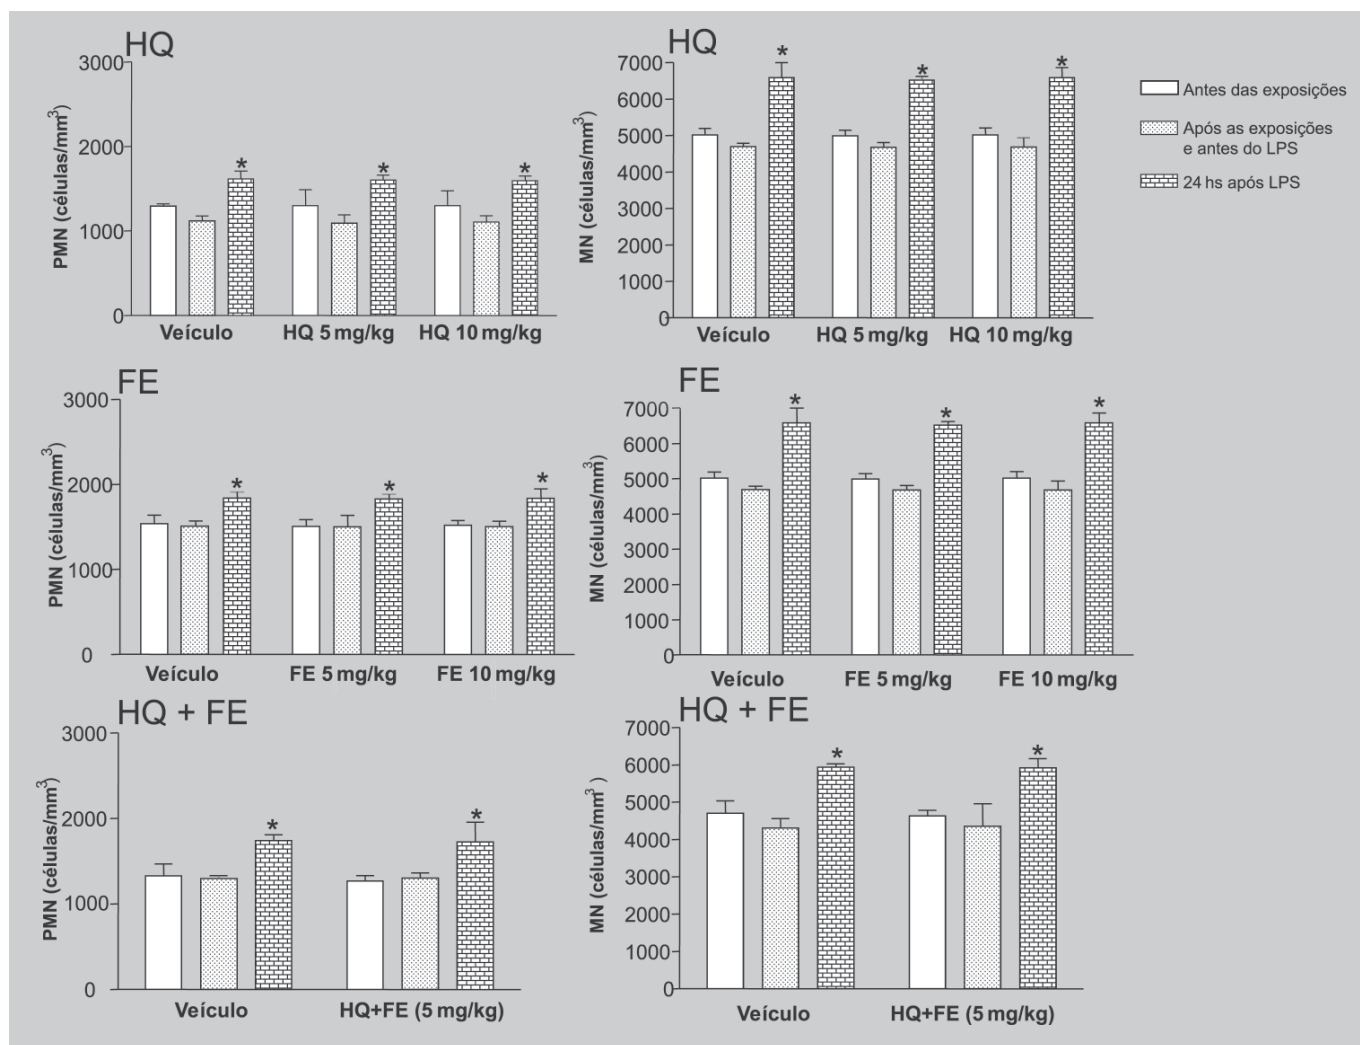 HQ
3000
2000
1000
0
PMN (células/mm³)
* * *
Veículo HQ 5 mg/kg HQ 10 mg/kg
HQ
7000
6000
5000
4000
3000
2000
1000
0
MN (células/mm³)
* * *
Veículo HQ 5 mg/kg HQ 10 mg/kg
Antes das exposições
Após as exposições
e antes do LPS
24 hs após LPS
FE
3000
2000
1000
0
PMN (células/mm³)
* * *
Veículo FE 5 mg/kg FE 10 mg/kg
FE
7000
6000
5000
4000
3000
2000
1000
0
MN (células/mm³)
* * *
Veículo FE 5 mg/kg FE 10 mg/kg
HQ + FE
3000
2000
1000
0
PMN (células/mm³)
* *
Veículo HQ+FE (5 mg/kg)
HQ + FE
7000
6000
5000
4000
3000
2000
1000
0
MN (células/mm³)
* *
Veículo HQ+FE (5 mg/kg)